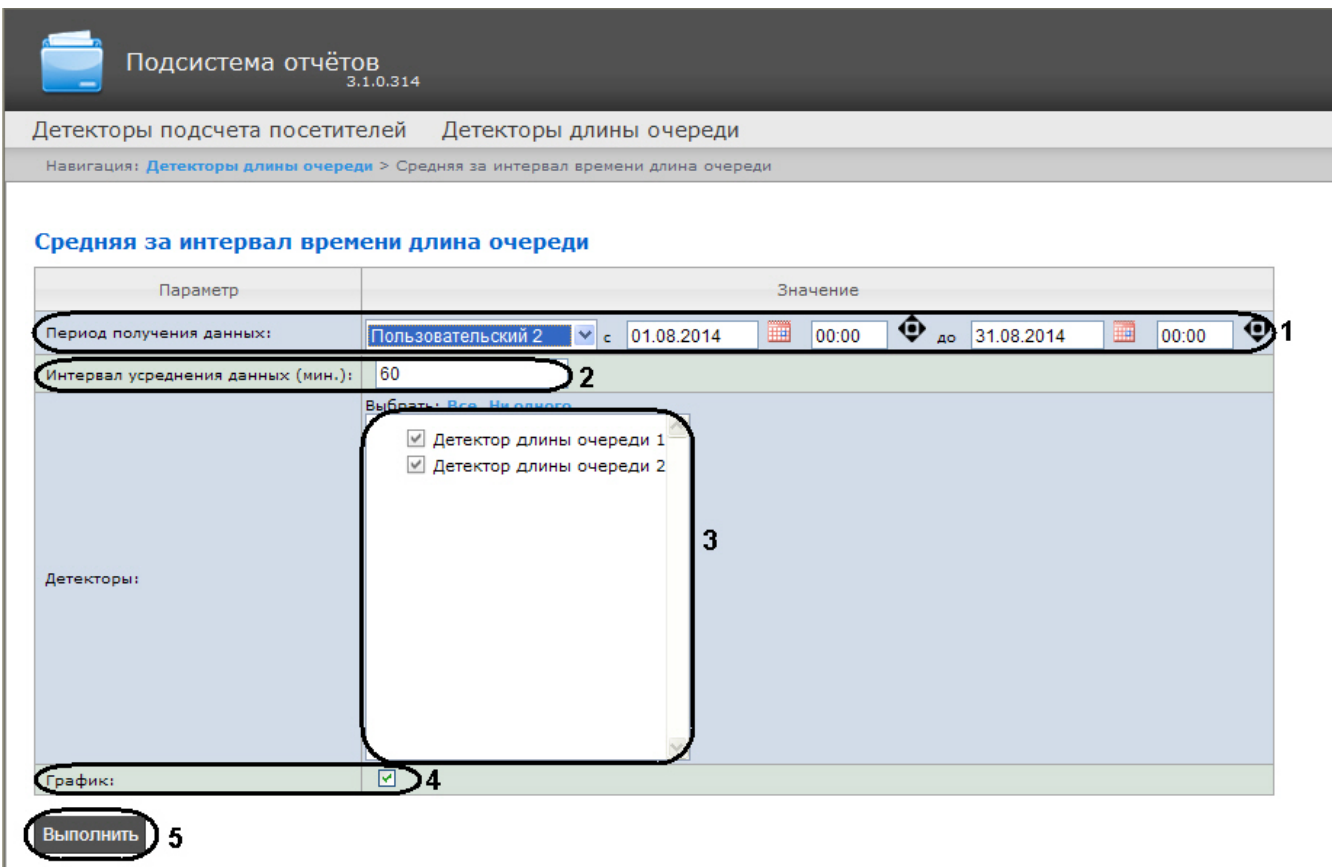 Подсистема отчётов
3.1.0.314
Детекторы подсчета посетителей Детекторы длины очереди
Навигация: Детекторы длины очереди > Средняя за интервал времени длина очереди
Средняя за интервал времени длина очереди
Параметр Значение
Период получения данных: Пользовательский 2 с 01.08.2014 00:00 до 31.08.2014 00:00 1
Интервал усреднения данных (мин.): 60 2
Выбрать: Все Ни одного
Детектор длины очереди 1
Детектор длины очереди 2
3
Детекторы:
График: 4
Выполнить 5